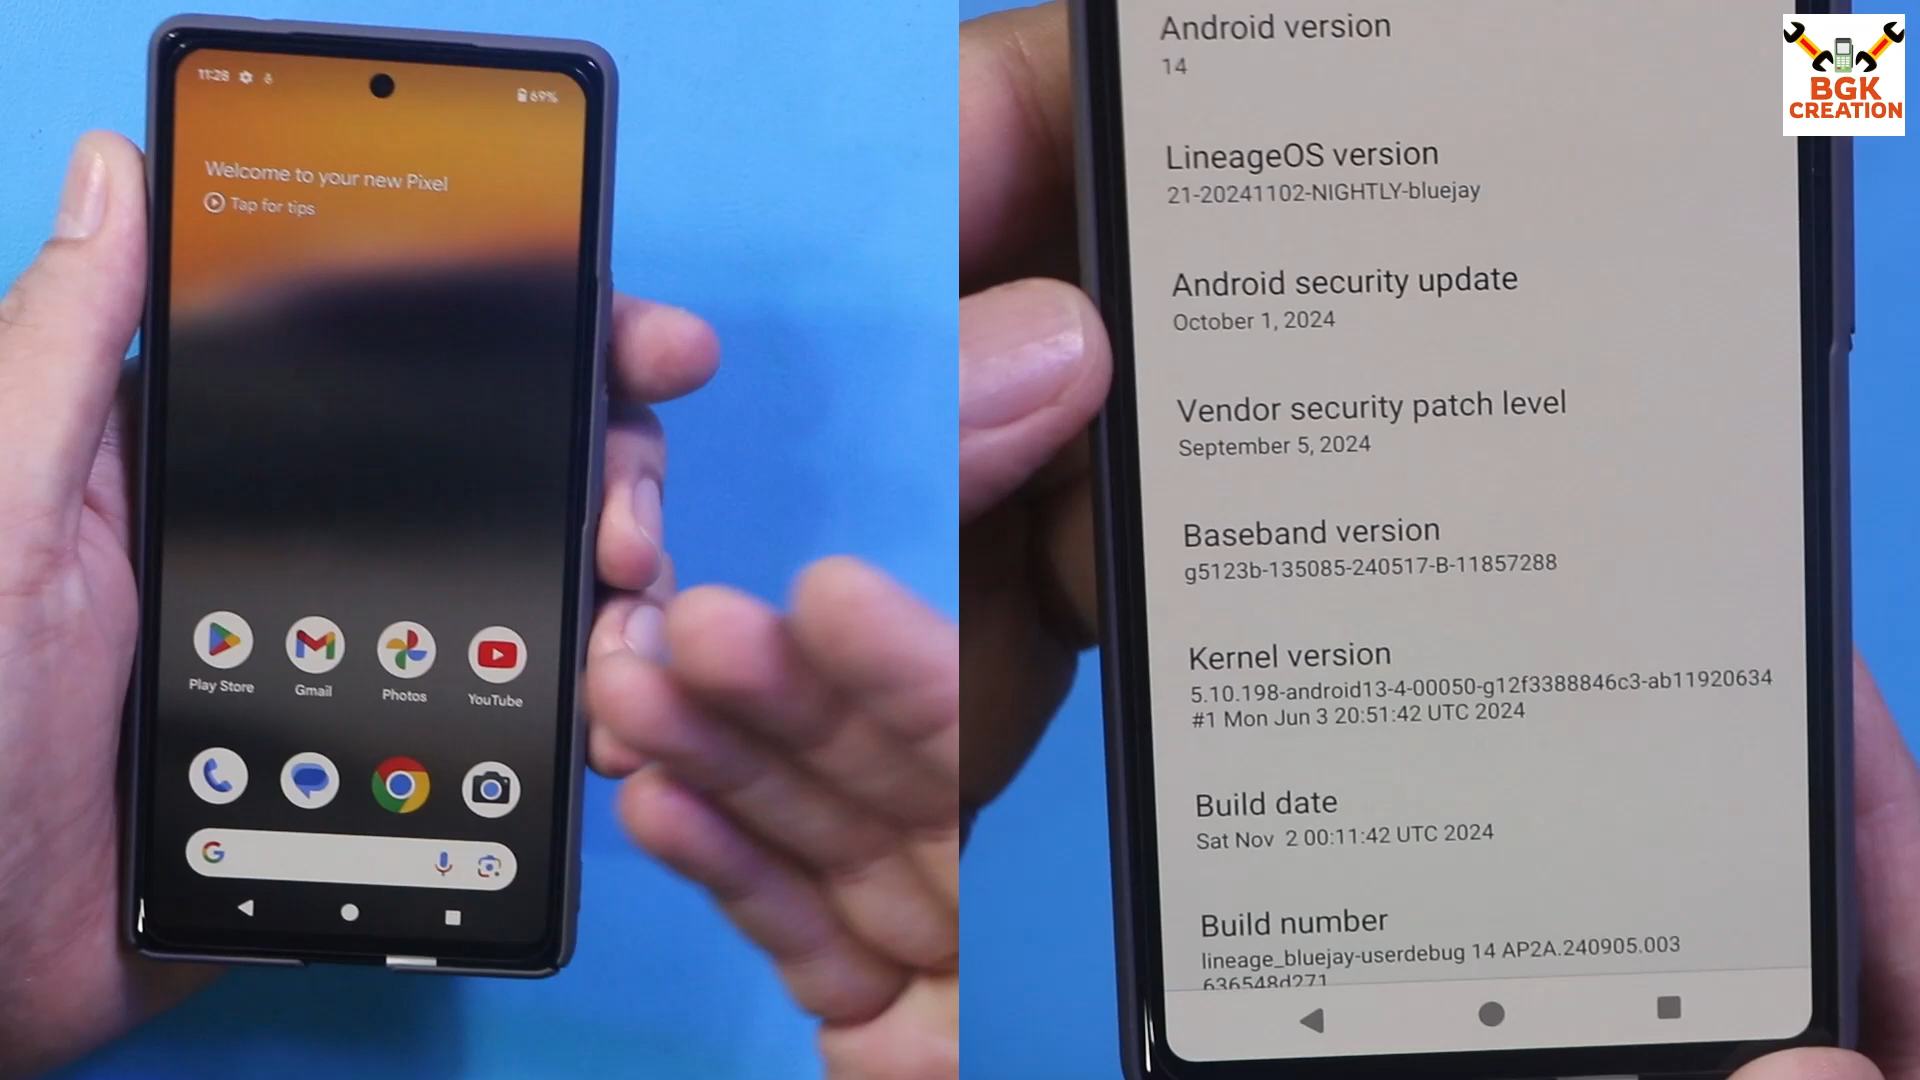 11:28
69%
Welcome to your new Pixel
Tap for tips
Play Store
Gmail
Photos
YouTube
G
Android version
14
LineageOS version
21-20241102-NIGHTLY-bluejay
Android security update
October 1, 2024
Vendor security patch level
September 5, 2024
Baseband version
g5123b-135085-240517-B-11857288
Kernel version
5.10.198-android13-4-00050-g12f3388846c3-ab11920634
#1 Mon Jun 3 20:51:42 UTC 2024
Build date
Sat Nov 2 00:11:42 UTC 2024
Build number
lineage_bluejay-userdebug 14 AP2A.240905.003
636548d271
BGK
CREATION